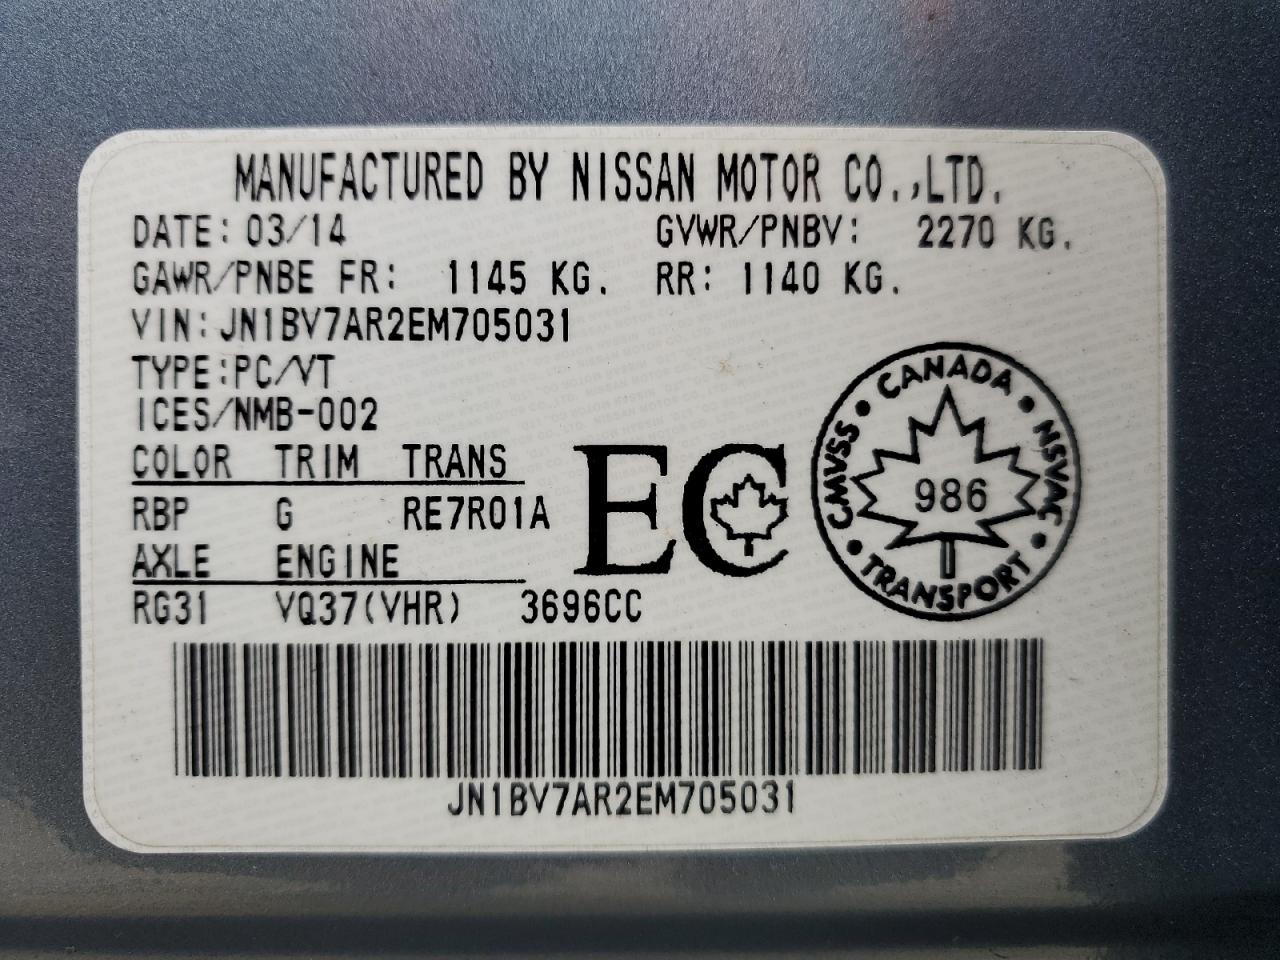 MANUFACTURED BY NISSAN MOTOR CO.,LTD.
DATE: 03/14 GVWR/PNBV: 2270 KG.
GAWR/PNBE FR: 1145 KG. RR: 1140 KG.
VIN: JN1BV7AR2EM705031
TYPE:PC/VT
ICES/NMB-002
COLOR TRIM TRANS
RBP G RE7R01A
AXLE ENGINE
RG31 VQ37(VHR) 3696CC
EC
CANADA
CMVSS • NSVAC
986
TRANSPORT
JN1BV7AR2EM705031